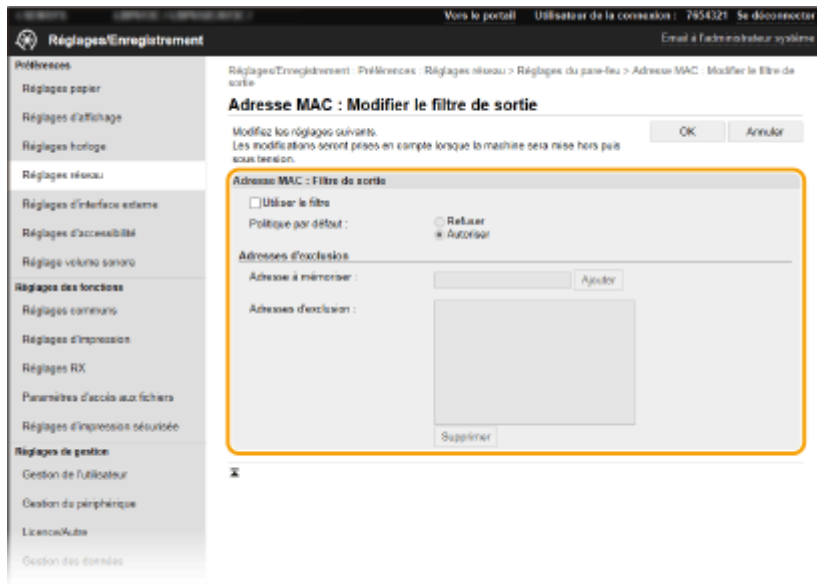 Vers le portail Utilisateur de la connexion : 7654321 Se déconnecter
Réglages/Enregistrement Email à l'administrateur système
Préférences
Réglages papier
Réglages d'affichage
Réglages horloge
Réglages réseau
Réglages d'interface externe
Réglages d'accessibilité
Réglage volume sonore
Réglages des fonctions
Réglages communs
Réglages d'impression
Réglages RX
Paramètres d'accès aux fichiers
Réglages d'impression sécurisée
Réglages de gestion
Gestion de l'utilisateur
Gestion du périphérique
Licence/Autre
Gestion des données
Réglages/Enregistrement : Préférences : Réglages réseau > Réglages du pare-feu > Adresse MAC : Modifier le filtre de
sortie
Adresse MAC : Modifier le filtre de sortie
Modifiez les réglages suivants.
Les modifications seront prises en compte lorsque la machine sera mise hors puis
sous tension.
OK Annuler
Adresse MAC : Filtre de sortie
Utiliser le filtre
Politique par défaut :
Refuser
Autoriser
Adresses d'exclusion
Adresse à mémoriser :
Ajouter
Adresses d'exclusion :
Supprimer